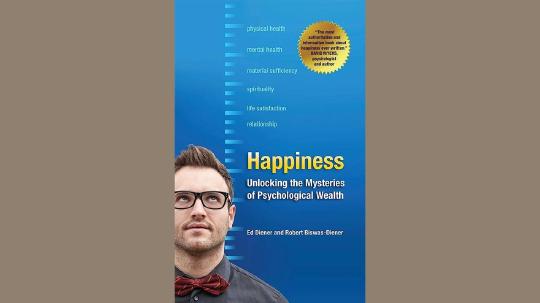 physical health
mental health
material sufficiency
spirituality
life satisfaction
relationship
"The most
authoritative and
informative book about
happiness ever written."
DAVID MYERS,
psychologist
and author
Happiness
Unlocking the Mysteries
of Psychological Wealth
Ed Diener and Robert Biswas-Diener